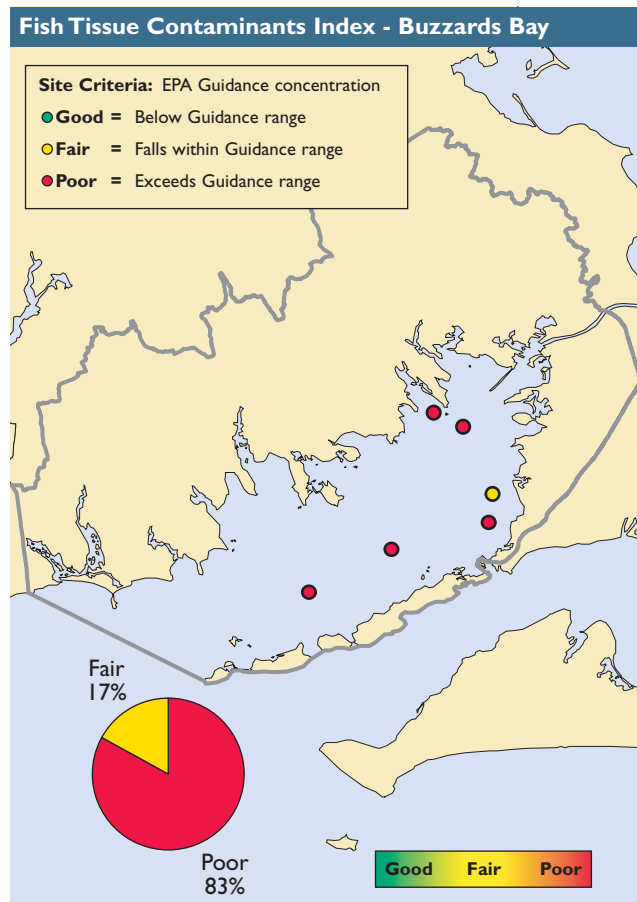 Fish Tissue Contaminants Index - Buzzards Bay
Site Criteria: EPA Guidance concentration
Good = Below Guidance range
Fair = Falls within Guidance range
Poor = Exceeds Guidance range
Fair
17%
Poor
83%
Good Fair Poor